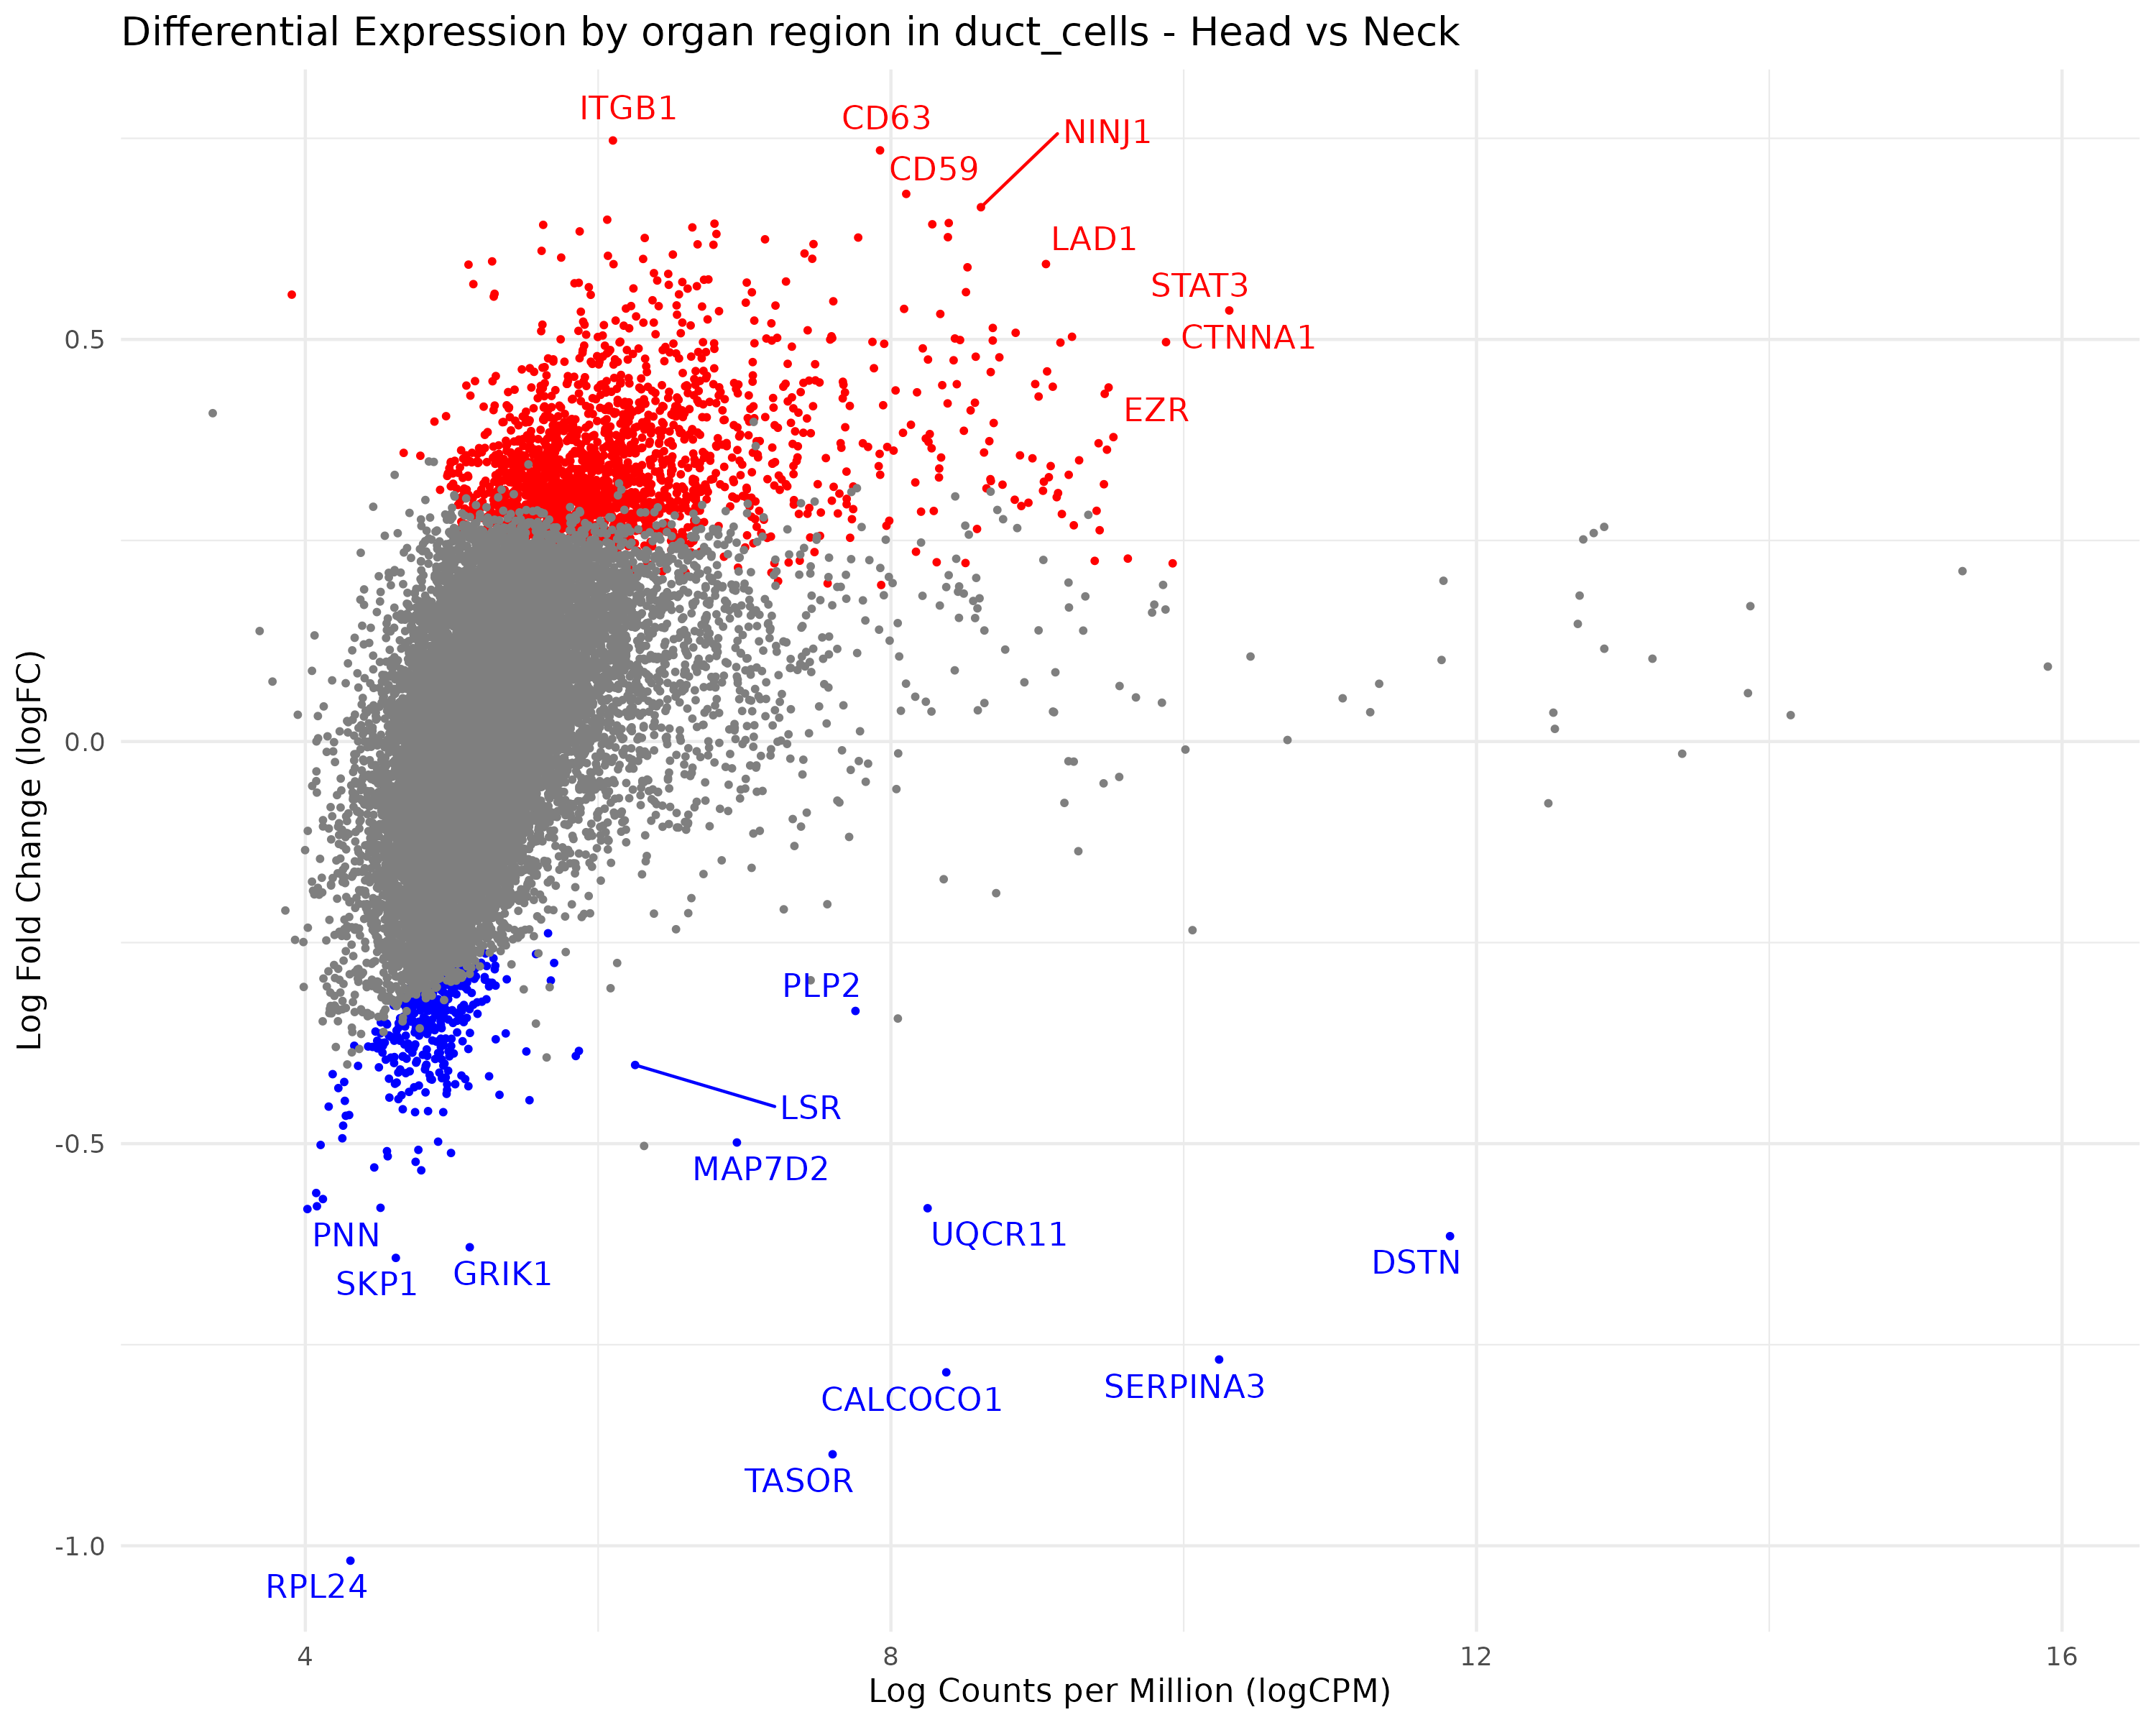 Differential Expression by organ region in duct_cells - Head vs Neck
ITGB1
CD63
NINJ1
CD59
LAD1
STAT3
CTNNA1
EZR
PLP2
LSR
MAP7D2
PNN
UQCR11
DSTN
SKP1
GRIK1
CALCOCO1
SERPINA3
TASOR
RPL24
0.5
0.0
-0.5
-1.0
Log Fold Change (logFC)
4
8
12
16
Log Counts per Million (logCPM)